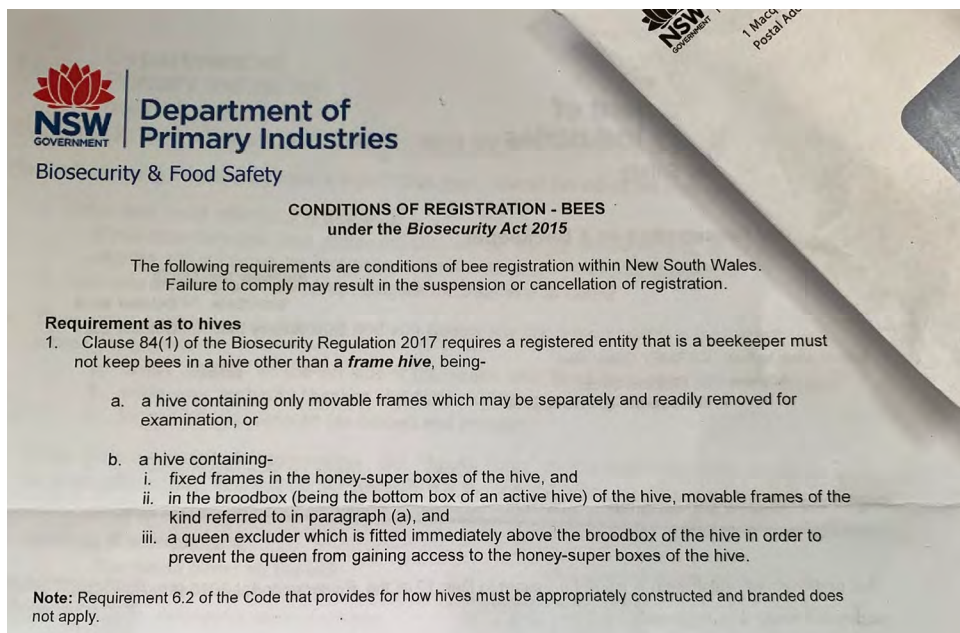 NSW
GOVERNMENT
1 Macq
Postal Add
NSW
GOVERNMENT
Department of
Primary Industries
Biosecurity & Food Safety
CONDITIONS OF REGISTRATION - BEES
under the Biosecurity Act 2015
The following requirements are conditions of bee registration within New South Wales.
Failure to comply may result in the suspension or cancellation of registration.
Requirement as to hives
1. Clause 84(1) of the Biosecurity Regulation 2017 requires a registered entity that is a beekeeper must
not keep bees in a hive other than a frame hive, being-
a. a hive containing only movable frames which may be separately and readily removed for
examination, or
b. a hive containing-
i. fixed frames in the honey-super boxes of the hive, and
ii. in the broodbox (being the bottom box of an active hive) of the hive, movable frames of the
kind referred to in paragraph (a), and
iii. a queen excluder which is fitted immediately above the broodbox of the hive in order to
prevent the queen from gaining access to the honey-super boxes of the hive.
Note: Requirement 6.2 of the Code that provides for how hives must be appropriately constructed and branded does
not apply.